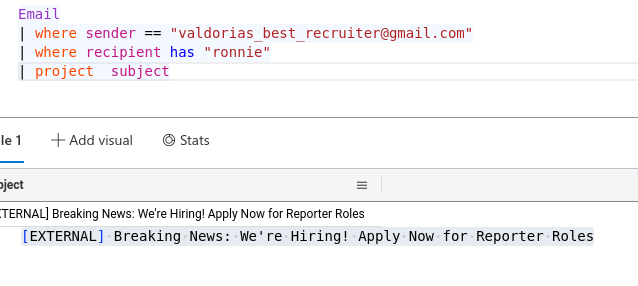 Email
| where sender == "valdorias_best_recruiter@gmail.com"
| where recipient has "ronnie"
| project  subject
le 1 Add visual Stats
bject
XTERNAL] Breaking News: We're Hiring! Apply Now for Reporter Roles
[EXTERNAL] Breaking News: We're Hiring! Apply Now for Reporter Roles